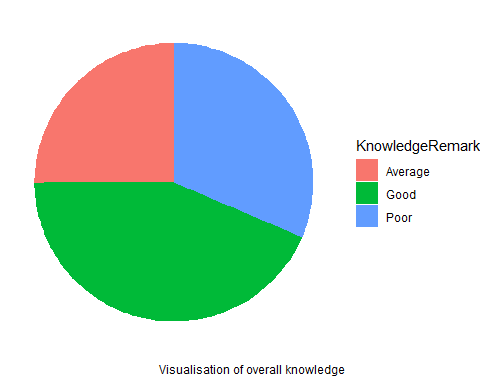 KnowledgeRemark
Average
Good
Poor
Visualisation of overall knowledge